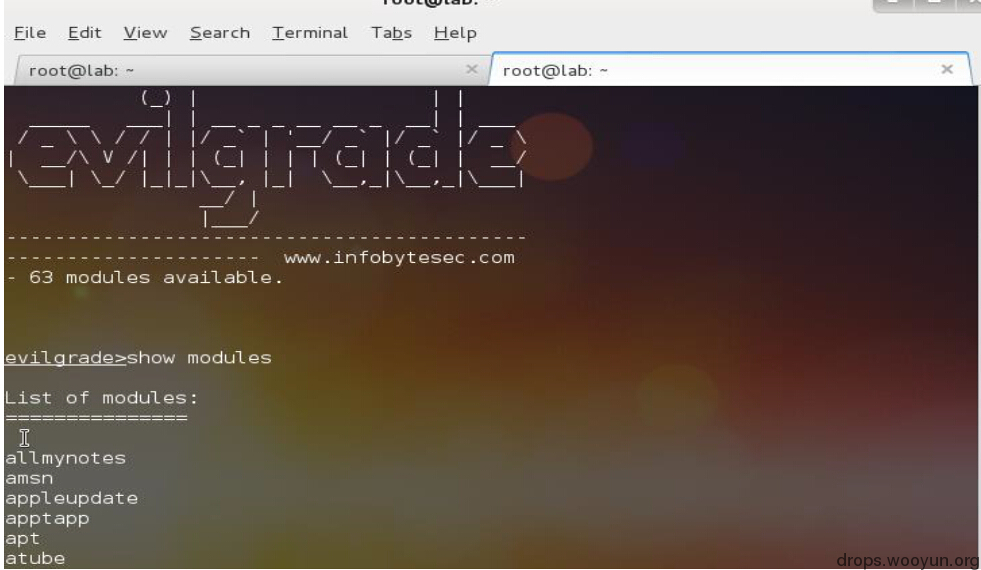 root@lab: ~
File Edit View Search Terminal Tabs Help
root@lab: ~ × root@lab: ~ ×
evilgrade
-------------------------------------------
--------------------- www.infobytesec.com
- 63 modules available.
evilgrade>show modules
List of modules:
===============
allmynotes
amsn
appleupdate
apptapp
apt
atube
drops.wooyun.org